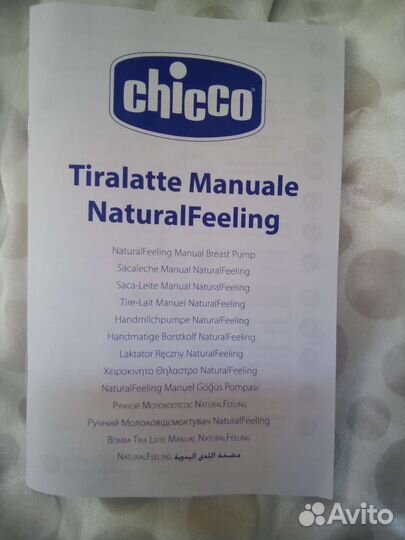 chicco
Tiralatte Manuale
NaturalFeeling
NaturalFeeling Manual Breast Pump
Sacaleche Manual NaturalFeeling
Saca-Leite Manual NaturalFeeling
Tire-Lait Manuel NaturalFeeling
Handmilchpumpe NaturalFeeling
Handmatige Borstkolf NaturalFeeling
Laktator Ręczny NaturalFeeling
Χειροκινητο Θηλαστρο NaturalFeeling
NaturalFeeling Manuel Göğüs Pompası
Ручной Молокоотсос NaturalFeeling
Ручний Молоковідсмоктувач NaturalFeeling
Bomba Tira Leite Manual NaturalFeeling
NaturalFeeling مضخة الثدي اليدوية
Avito